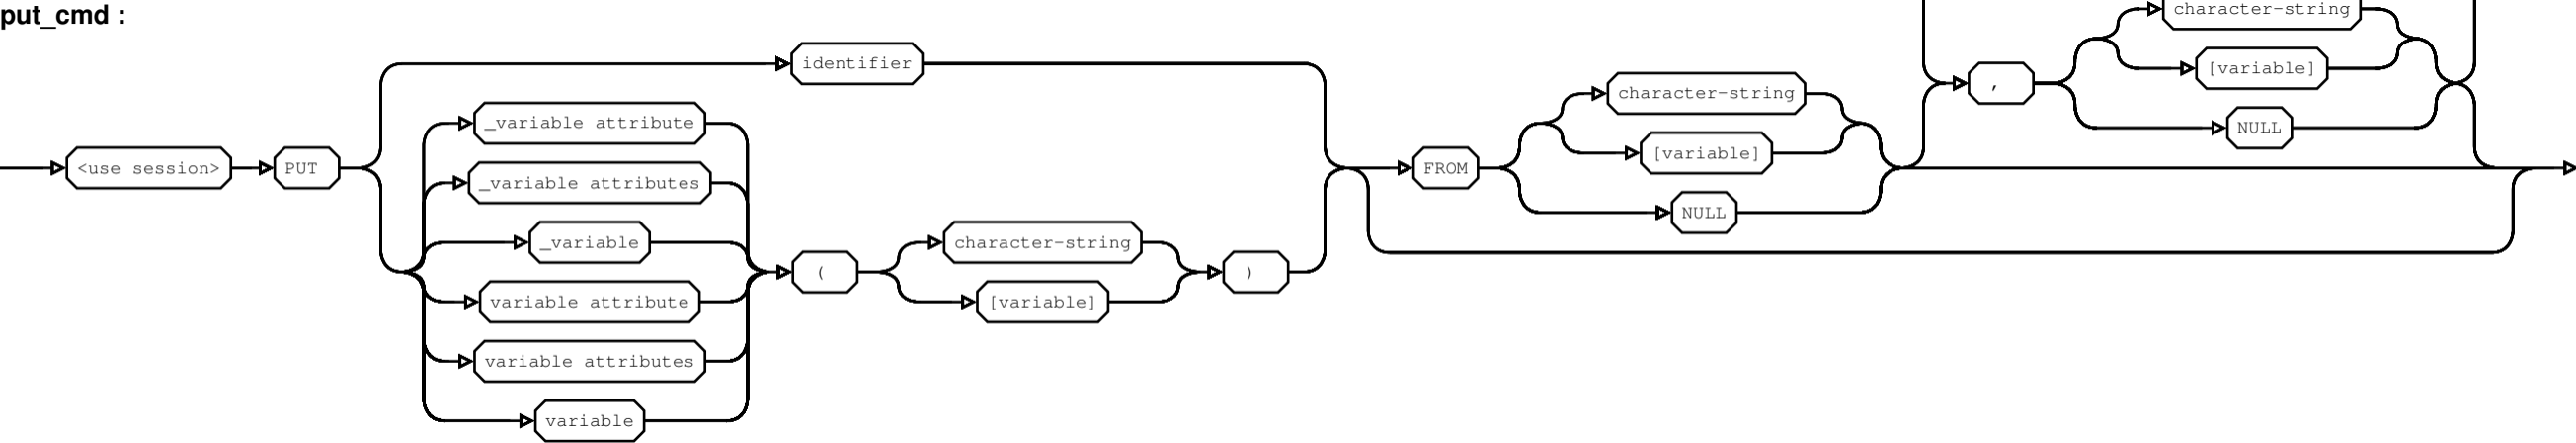 put_cmd :
<use session>
PUT
identifier
_variable attribute
_variable attributes
_variable
variable attribute
variable attributes
variable
(
character-string
[variable]
)
FROM
character-string
[variable]
NULL
,
character-string
[variable]
NULL